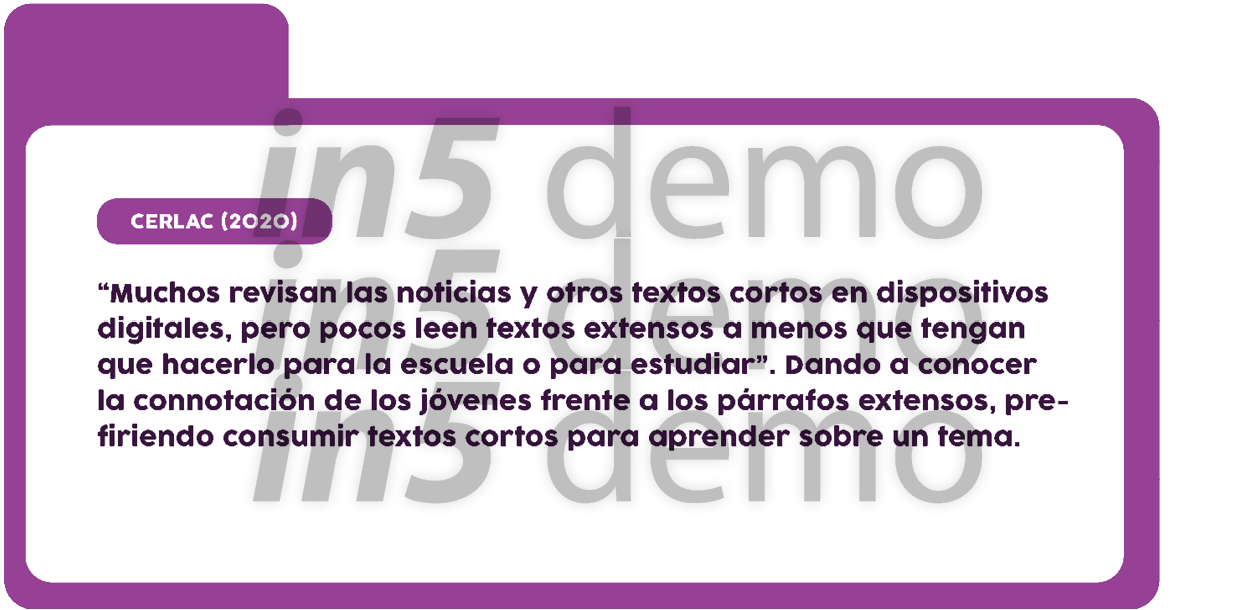 in5 demo
CERLAC (2020)
in5 demo
“Muchos revisan las noticias y otros textos cortos en dispositivos
digitales, pero pocos leen textos extensos a menos que tengan
que hacerlo para la escuela o para estudiar”. Dando a conocer
la connotación de los jóvenes frente a los párrafos extensos, pre-
firiendo consumir textos cortos para aprender sobre un tema.
in5 demo